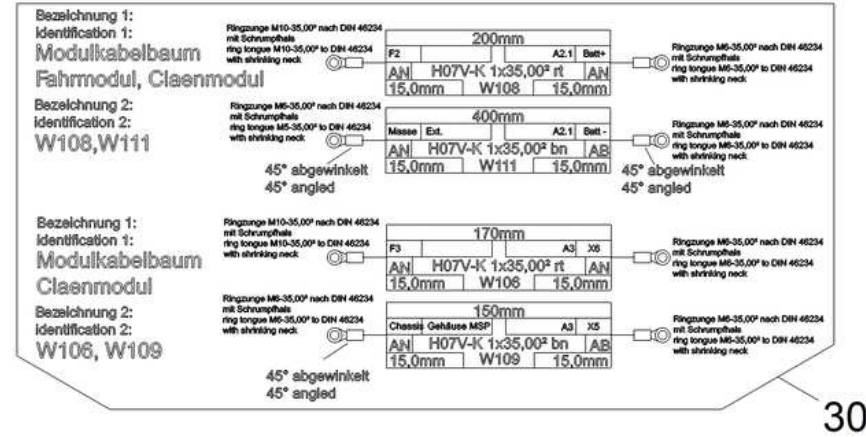 Bezeichnung 1:
identification 1:
Modulkabelbaum
Fahrmodul, Claenmodul
Bezeichnung 2:
identification 2:
W108,W111
Ringzunge M10-35,00² nach DIN 46234
mit Schrumpfhals
ring tongue M10-35,00² to DIN 46234
with shrinking neck
200mm
F2 A2.1 Batt+
AN H07V-K 1x35,00² rt AN
15,0mm W108 15,0mm
Ringzunge M6-35,00² nach DIN 46234
mit Schrumpfhals
ring tongue M6-35,00² to DIN 46234
with shrinking neck
Ringzunge M6-35,00² nach DIN 46234
mit Schrumpfhals
ring tongue M5-35,00² to DIN 46234
with shrinking neck
45° abgewinkelt
45° angled
400mm
Masse Ext. A2.1 Batt -
AN H07V-K 1x35,00² bn AB
15,0mm W111 15,0mm
Ringzunge M6-35,00² nach DIN 46234
mit Schrumpfhals
ring tongue M6-35,00² to DIN 46234
with shrinking neck
45° abgewinkelt
45° angled
Bezeichnung 1:
identification 1:
Modulkabelbaum
Claenmodul
Bezeichnung 2:
identification 2:
W106, W109
Ringzunge M10-35,00² nach DIN 46234
mit Schrumpfhals
ring tongue M10-35,00² to DIN 46234
with shrinking neck
170mm
F3 A3 X6
AN H07V-K 1x35,00² rt AN
15,0mm W106 15,0mm
Ringzunge M6-35,00² nach DIN 46234
mit Schrumpfhals
ring tongue M6-35,00² to DIN 46234
with shrinking neck
Ringzunge M6-35,00² nach DIN 46234
mit Schrumpfhals
ring tongue M6-35,00² to DIN 46234
with shrinking neck
45° abgewinkelt
45° angled
150mm
Chassis Gehäuse MSP A3 X5
AN H07V-K 1x35,00² bn AB
15,0mm W109 15,0mm
Ringzunge M6-35,00² nach DIN 46234
mit Schrumpfhals
ring tongue M6-35,00² to DIN 46234
with shrinking neck
30